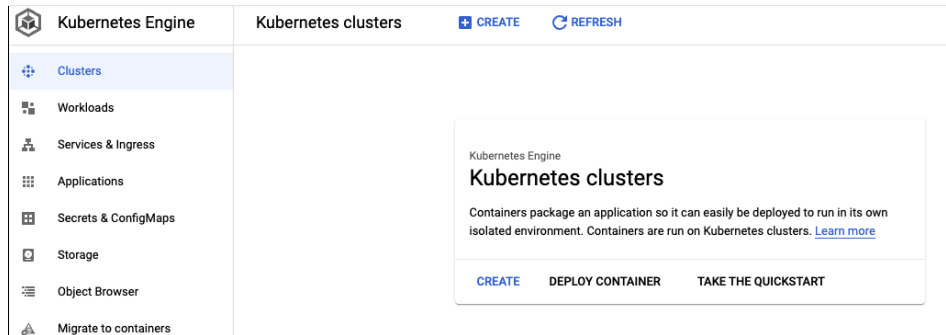 Kubernetes Engine
Kubernetes clusters
CREATE
REFRESH
Clusters
Workloads
Services & Ingress
Applications
Secrets & ConfigMaps
Storage
Object Browser
Migrate to containers
Kubernetes Engine
Kubernetes clusters
Containers package an application so it can easily be deployed to run in its own
isolated environment. Containers are run on Kubernetes clusters. Learn more
CREATE DEPLOY CONTAINER TAKE THE QUICKSTART